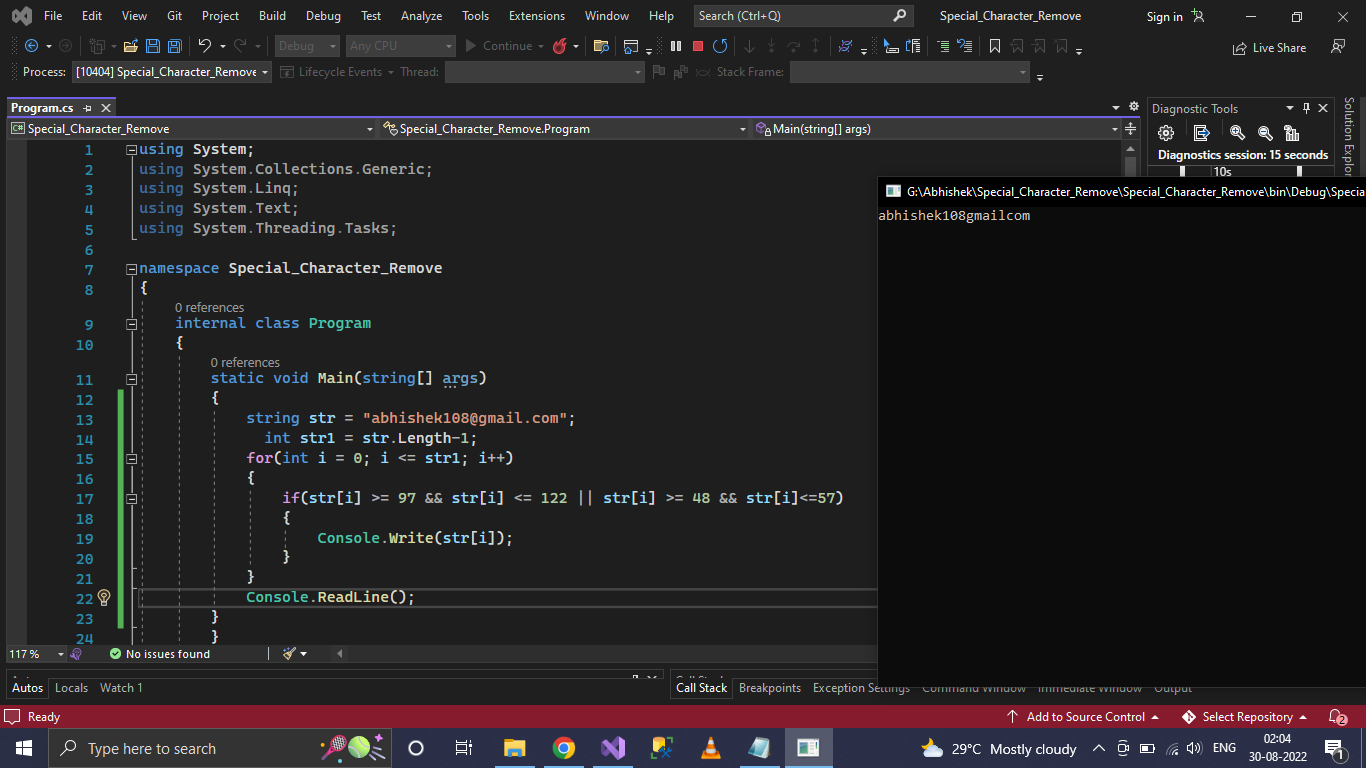 File Edit View Git Project Build Debug Test Analyze Tools Extensions Window Help Search (Ctrl+Q) Special_Character_Remove Sign in
Debug Any CPU Continue Live Share
Process: [10404] Special_Character_Remove Lifecycle Events Thread: Stack Frame:
Program.cs
Special_Character_Remove Special_Character_Remove.Program Main(string[] args)
1 using System;
2 using System.Collections.Generic;
3 using System.Linq;
4 using System.Text;
5 using System.Threading.Tasks;
6
7 namespace Special_Character_Remove
8 {
0 references
9 internal class Program
10 {
0 references
11 static void Main(string[] args)
12 {
13 string str = "abhishek108@gmail.com";
14 int str1 = str.Length-1;
15 for(int i = 0; i <= str1; i++)
16 {
17 if(str[i] >= 97 && str[i] <= 122 || str[i] >= 48 && str[i]<=57)
18 {
19 Console.Write(str[i]);
20 }
21 }
22 Console.ReadLine();
23 }
24 }
Diagnostic Tools
Diagnostics session: 15 seconds
10s
Solution Explor
G:\Abhishek\Special_Character_Remove\Special_Character_Remove\bin\Debug\Specia
abhishek108gmailcom
117 % No issues found
Autos Call Stack
Autos Locals Watch 1 Call Stack Breakpoints Exception Settings Command Window Immediate Window Output
Ready Add to Source Control Select Repository 2
Type here to search 29°C Mostly cloudy ENG 02:04
30-08-2022 1